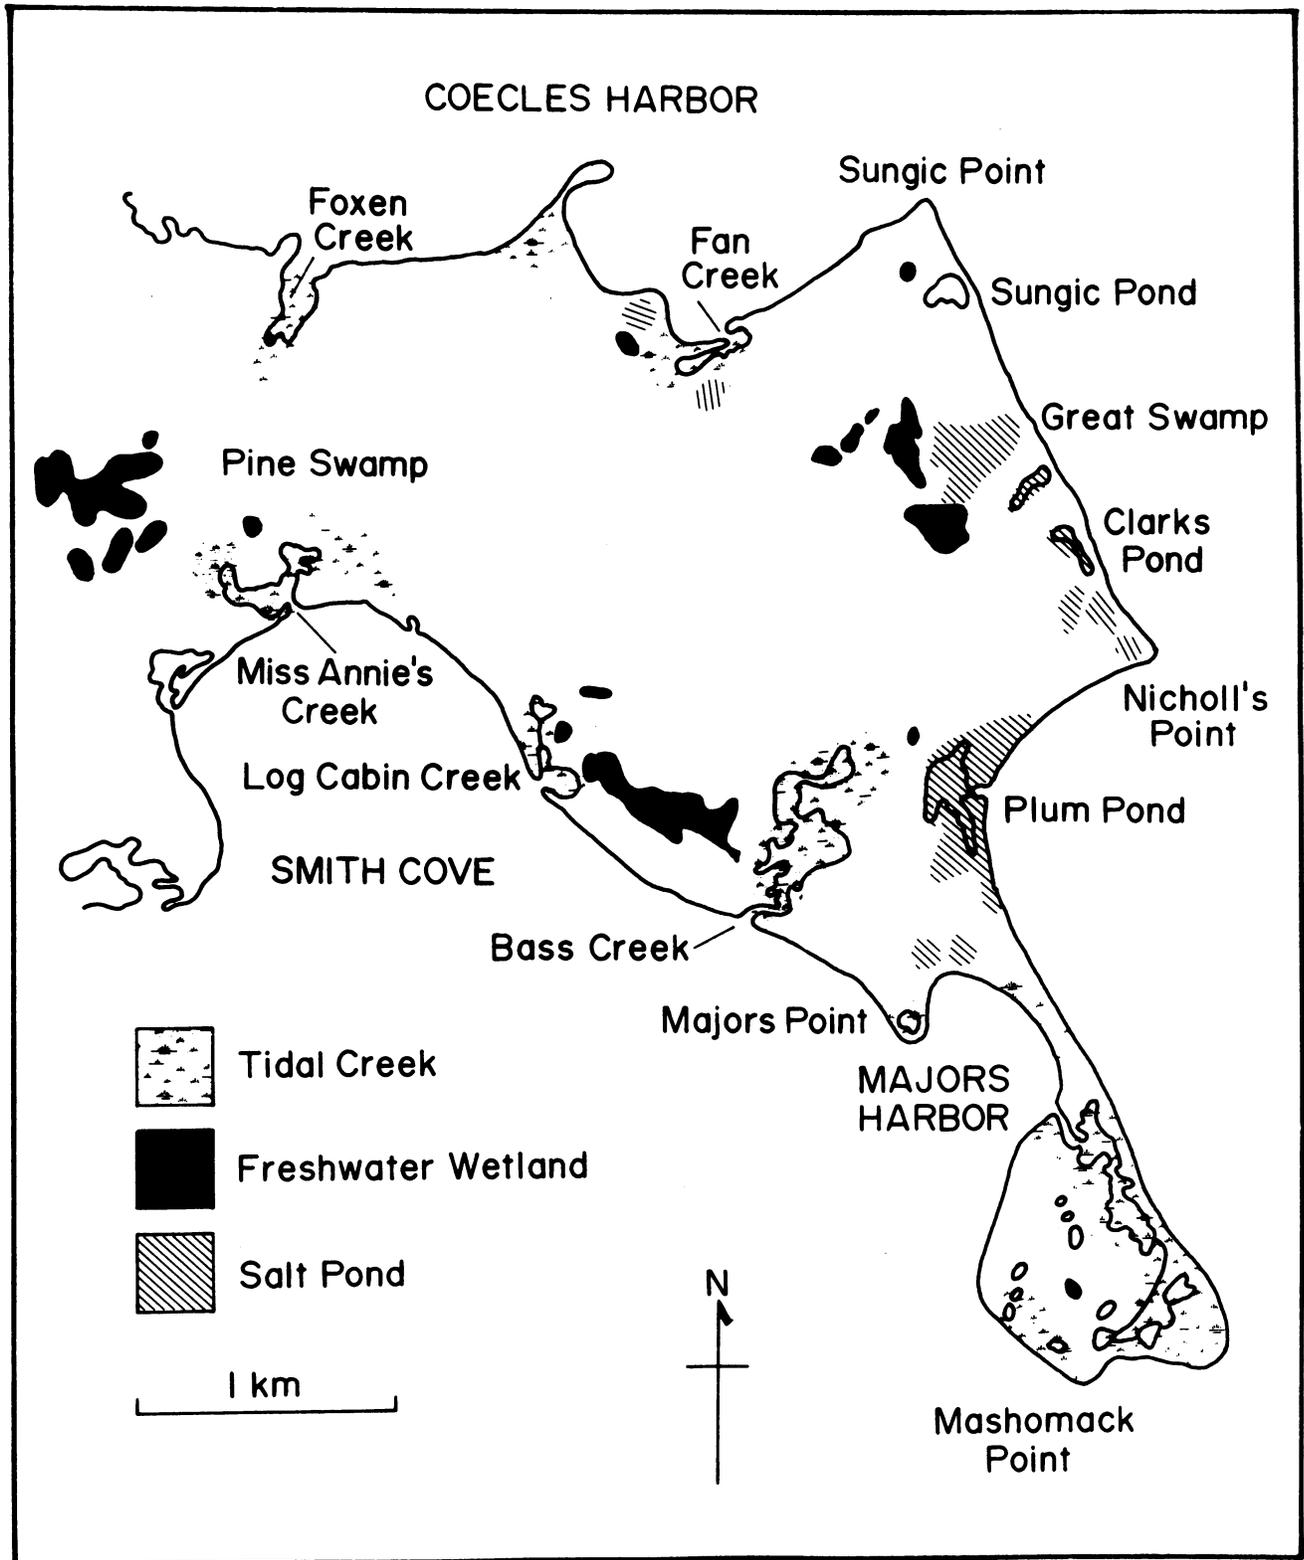 COECLES HARBOR
Sungic Point
Foxen
Creek
Fan
Creek
Sungic Pond
Great Swamp
Pine Swamp
Clarks
Pond
Miss Annie's
Creek
Nicholl's
Point
Log Cabin Creek
Plum Pond
SMITH COVE
Bass Creek
Majors Point
MAJORS
HARBOR
Tidal Creek
Freshwater Wetland
Salt Pond
N
1 km
Mashomack
Point